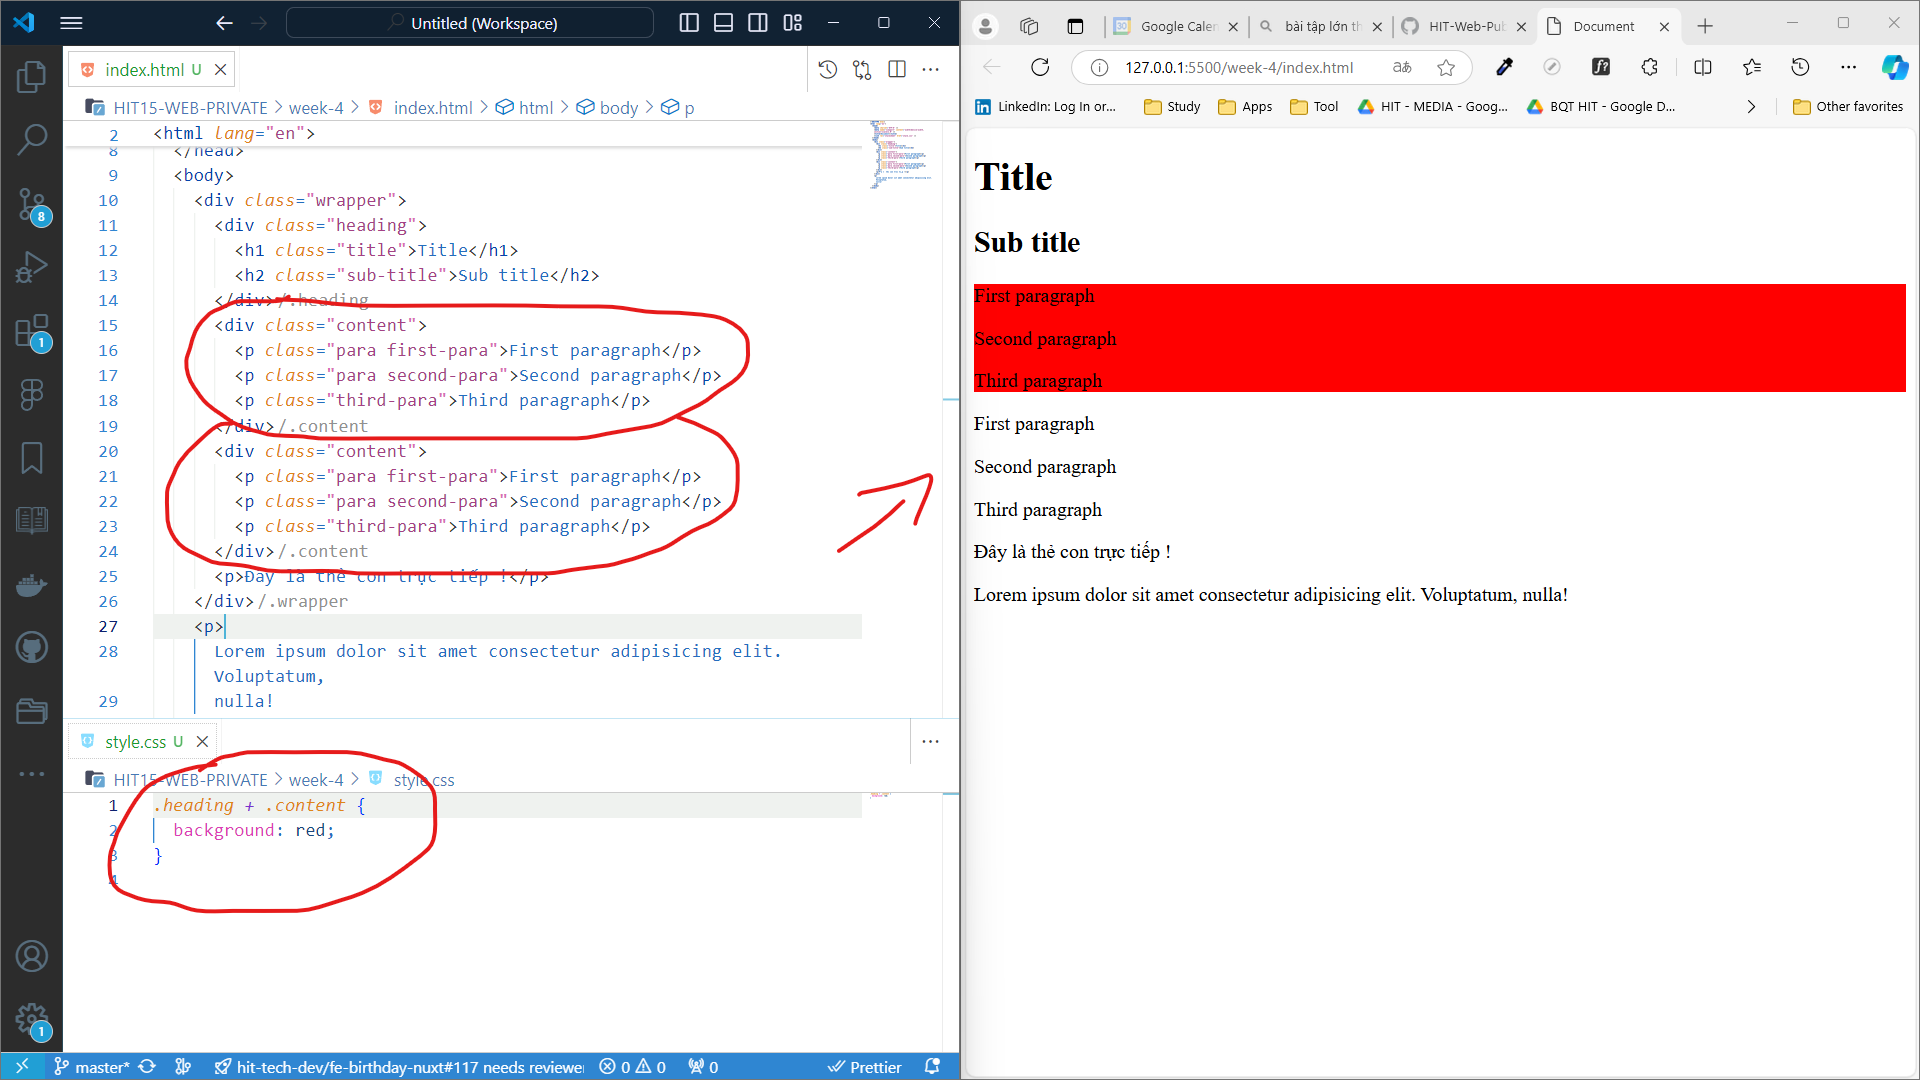 Untitled (Workspace)
index.html U
HIT15-WEB-PRIVATE > week-4 > index.html > html > body > p
2 <html lang="en">
8 </head>
9 <body>
10 <div class="wrapper">
11 <div class="heading">
12 <h1 class="title">Title</h1>
13 <h2 class="sub-title">Sub title</h2>
14 </div>/.heading
15 <div class="content">
16 <p class="para first-para">First paragraph</p>
17 <p class="para second-para">Second paragraph</p>
18 <p class="third-para">Third paragraph</p>
19 </div>/.content
20 <div class="content">
21 <p class="para first-para">First paragraph</p>
22 <p class="para second-para">Second paragraph</p>
23 <p class="third-para">Third paragraph</p>
24 </div>/.content
25 <p>Đây là thẻ con trực tiếp !</p>
26 </div>/.wrapper
27 <p>
28 Lorem ipsum dolor sit amet consectetur adipisicing elit.
Voluptatum,
29 nulla!
style.css U
HIT15-WEB-PRIVATE > week-4 > style.css
1 .heading + .content {
2 background: red;
3 }
4
8
1
1
master* hit-tech-dev/fe-birthday-nuxt#117 needs reviewer 0 0 0 Prettier
Google Calen
bài tập lớn th
HIT-Web-Pub
Document
127.0.0.1:5500/week-4/index.html
LinkedIn: Log In or... Study Apps Tool HIT - MEDIA - Goog... BQT HIT - Google D... Other favorites
Title
Sub title
First paragraph
Second paragraph
Third paragraph
First paragraph
Second paragraph
Third paragraph
Đây là thẻ con trực tiếp !
Lorem ipsum dolor sit amet consectetur adipisicing elit. Voluptatum, nulla!